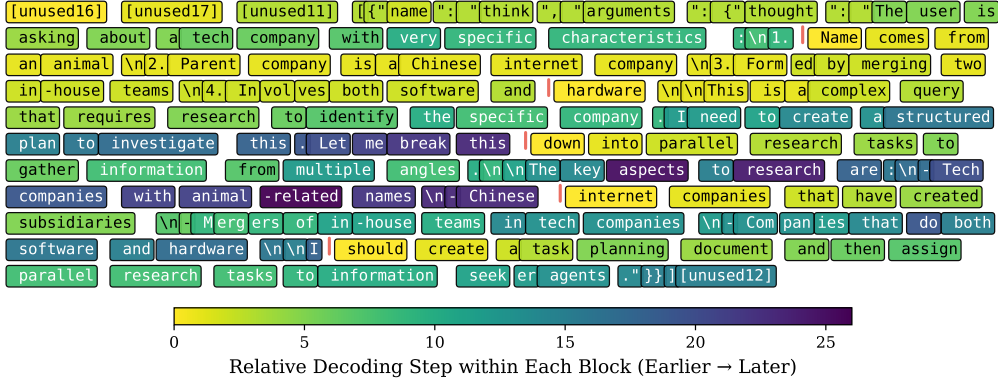 [unused16] [unused17] [unused11] [{"name": "think", "arguments": {"thought": "The user is
asking about a tech company with very specific characteristics:\n1. Name comes from
an animal\n2. Parent company is a Chinese internet company\n3. Formed by merging two
in-house teams\n4. Involves both software and hardware\n\nThis is a complex query
that requires research to identify the specific company. I need to create a structured
plan to investigate this. Let me break this down into parallel research tasks to
gather information from multiple angles.\n\nThe key aspects to research are:\n- Tech
companies with animal-related names\n- Chinese internet companies that have created
subsidiaries\n- Mergers of in-house teams in tech companies\n- Companies that do both
software and hardware\n\nI should create a task planning document and then assign
parallel research tasks to information seeker agents."}}][unused12]
0 5 10 15 20 25
Relative Decoding Step within Each Block (Earlier → Later)